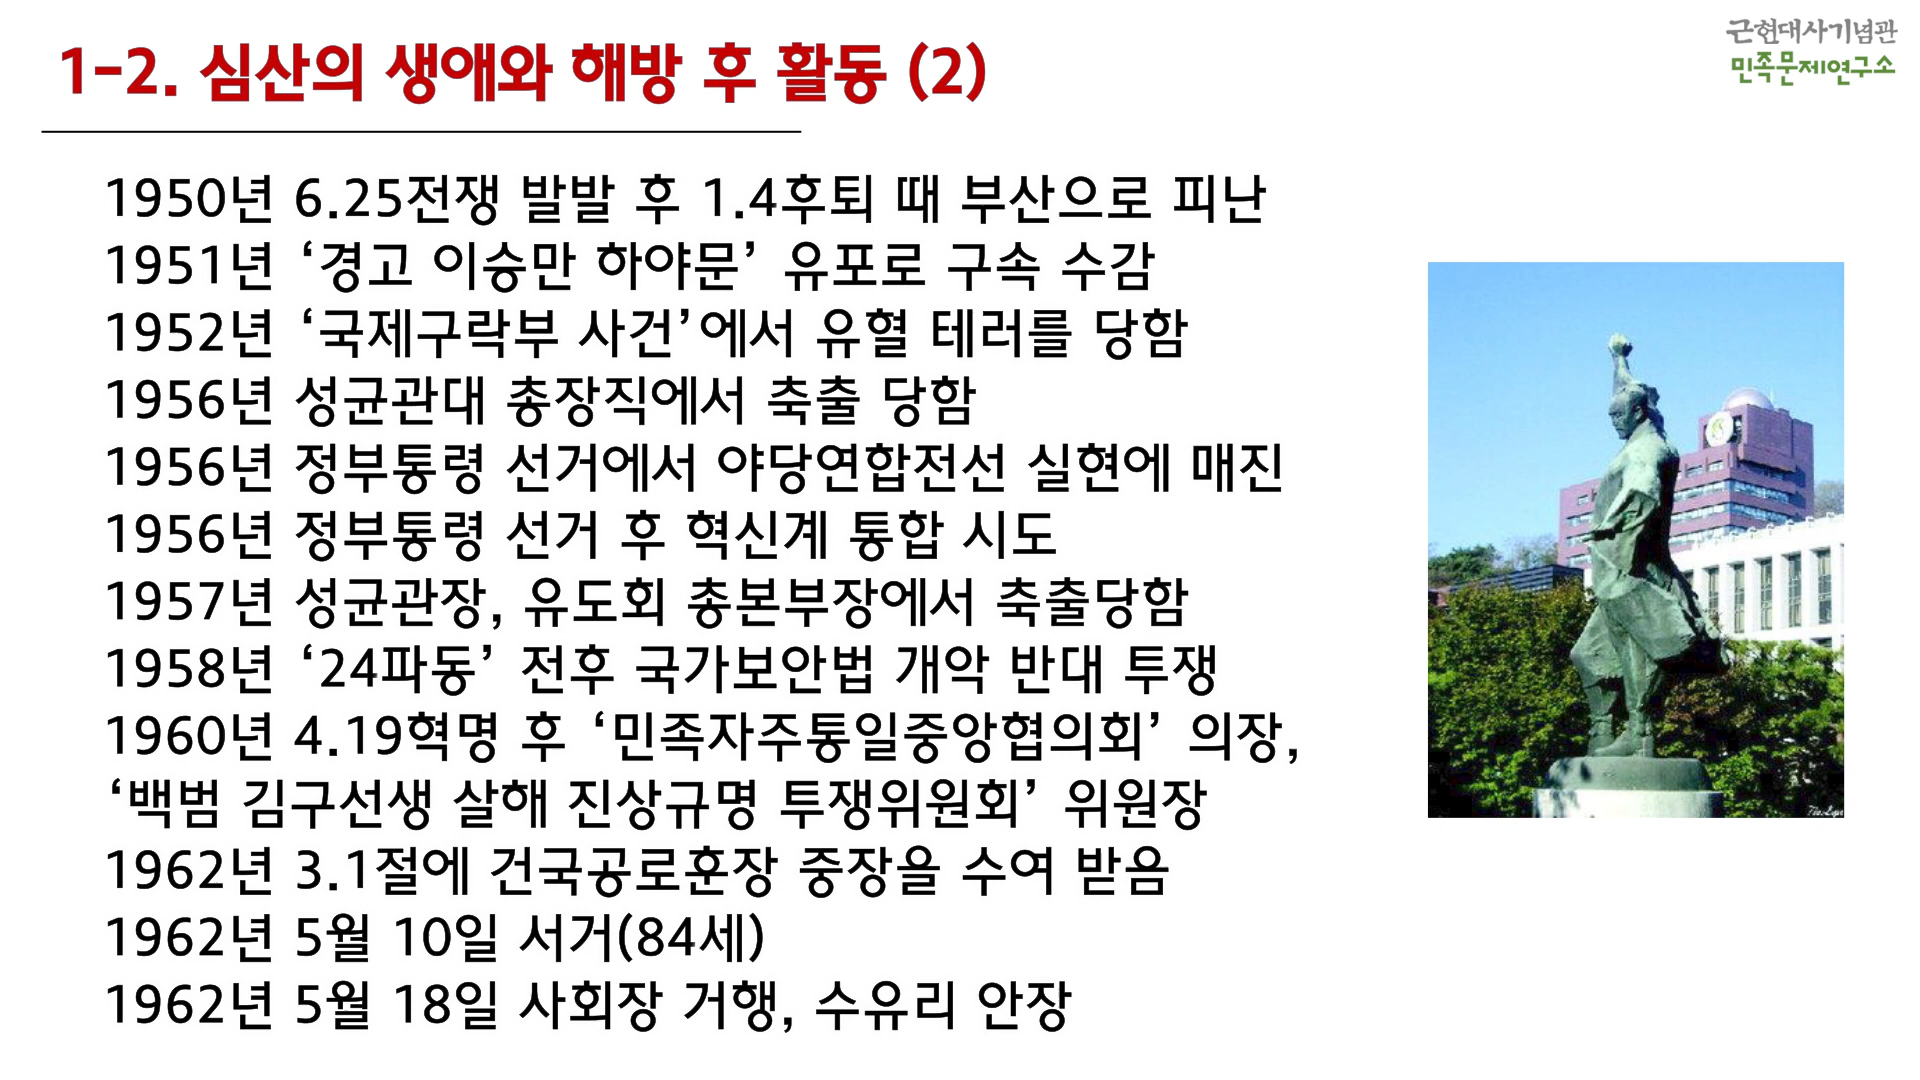 1-2. 심산의 생애와 해방 후 활동 (2)
근현대사기념관
민족문제연구소
1950년 6.25전쟁 발발 후 1.4후퇴 때 부산으로 피난
1951년 ‘경고 이승만 하야문’ 유포로 구속 수감
1952년 ‘국제구락부 사건’에서 유혈 테러를 당함
1956년 성균관대 총장직에서 축출 당함
1956년 정부통령 선거에서 야당연합전선 실현에 매진
1956년 정부통령 선거 후 혁신계 통합 시도
1957년 성균관장, 유도회 총본부장에서 축출당함
1958년 ‘24파동’ 전후 국가보안법 개악 반대 투쟁
1960년 4.19혁명 후 ‘민족자주통일중앙협의회’ 의장,
‘백범 김구선생 살해 진상규명 투쟁위원회’ 위원장
1962년 3.1절에 건국공로훈장 중장을 수여 받음
1962년 5월 10일 서거(84세)
1962년 5월 18일 사회장 거행, 수유리 안장